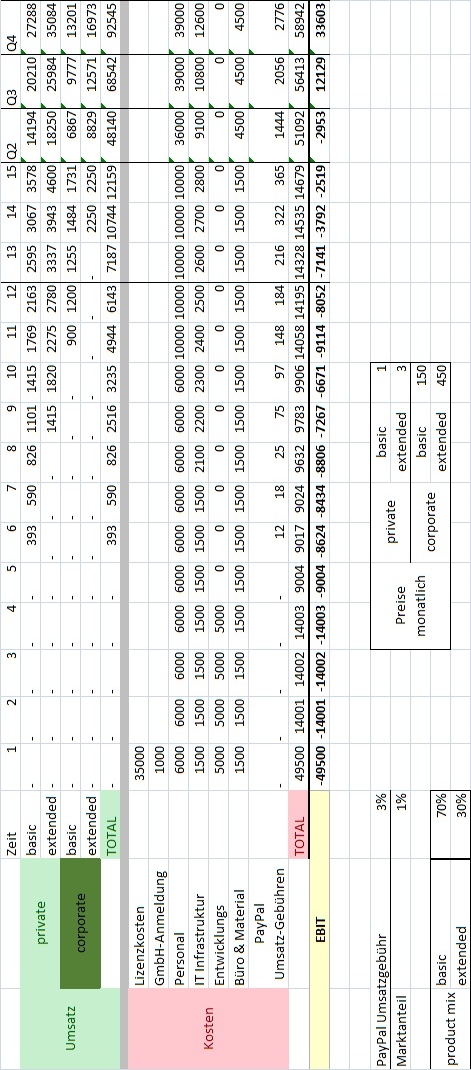 Zeit 1 2 3 4 5 6 7 8 9 10 11 12 13 14 15 Q2 Q3 Q4
Umsatz
private
basic - - - - - 393 590 826 1101 1415 1769 2163 2595 3067 3578 14194 20210 27288
extended - - - - - - - - 1415 1820 2275 2780 3337 3943 4600 18250 25984 35084
corporate
basic - - - - - - - - - - 900 1200 1255 1484 1731 6867 9777 13201
extended - - - - - - - - - - - - - 2250 2250 8829 12571 16973
TOTAL - - - - - 393 590 826 2516 3235 4944 6143 7187 10744 12159 48140 68542 92545
Kosten
Lizenzkosten 35000
GmbH-Anmeldung 1000
Personal 6000 6000 6000 6000 6000 6000 6000 6000 6000 6000 10000 10000 10000 10000 10000 36000 39000 39000
IT Infrastruktur 1500 1500 1500 1500 1500 1500 1500 2100 2200 2300 2400 2500 2600 2700 2800 9100 10800 12600
Entwicklungs 5000 5000 5000 5000 0 0 0 0 0 0 0 0 0 0 0 0 0 0
Büro & Material 1500 1500 1500 1500 1500 1500 1500 1500 1500 1500 1500 1500 1500 1500 1500 4500 4500 4500
PayPal
Umsatz-Gebühren - - - - - 12 18 25 75 97 148 184 216 322 365 1444 2056 2776
TOTAL 49500 14001 14002 14003 9004 9017 9024 9632 9783 9906 14058 14195 14328 14535 14679 51092 56413 58942
EBIT -49500 -14001 -14002 -14003 -9004 -8624 -8434 -8806 -7267 -6671 -9114 -8052 -7141 -3792 -2519 -2953 12129 33603
PayPal Umsatzgebühr 3%
Marktanteil 1%
product mix
basic 70%
extended 30%
Preise
monatlich
private
basic 1
extended 3
corporate
basic 150
extended 450